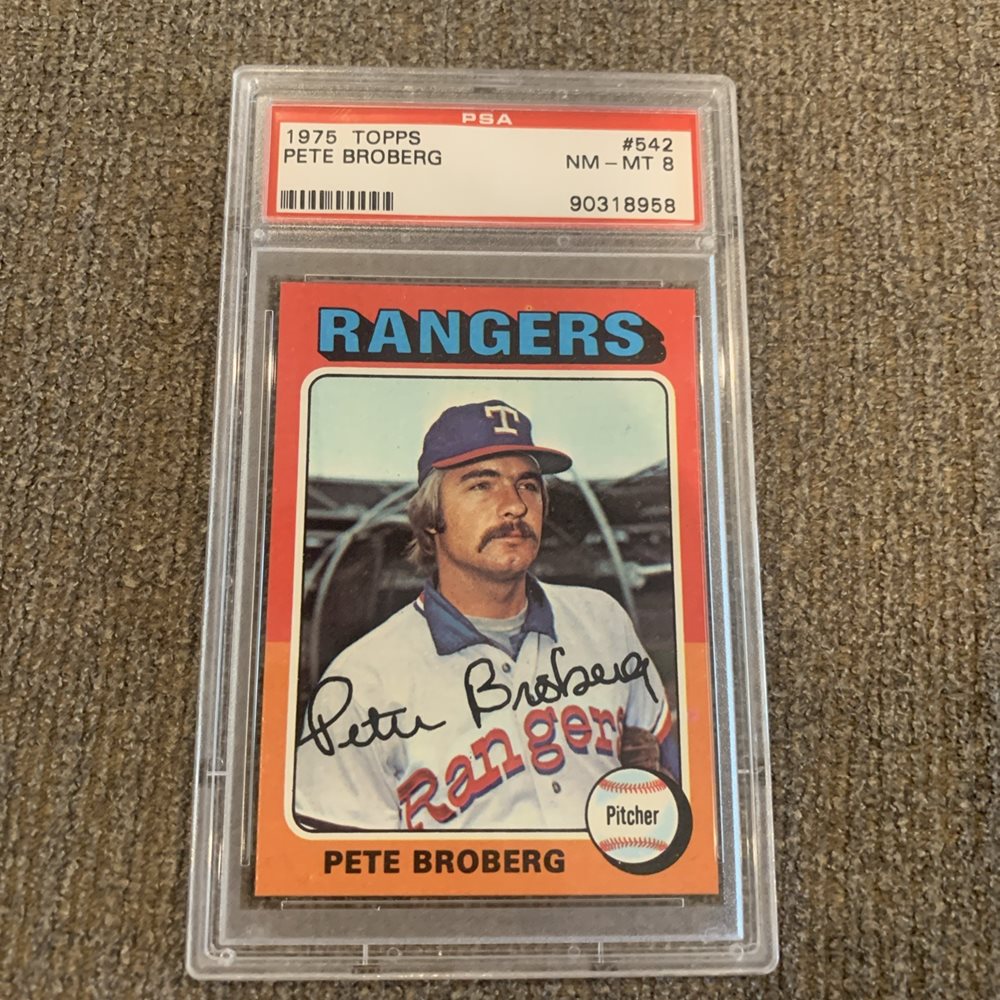 PSA
1975 TOPPS #542
PETE BROBERG NM-MT 8
90318958
RANGERS
T
Pete Broberg
Rangers
Pitcher
PETE BROBERG